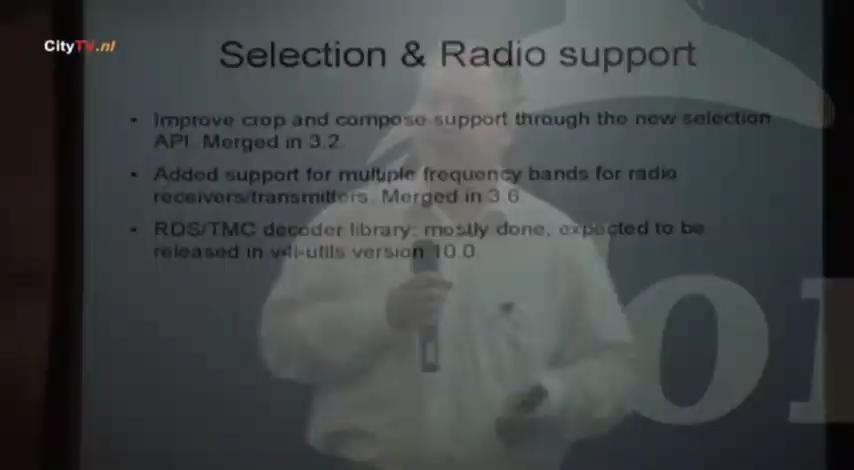 CityTV.nl
Selection & Radio support
• Improve crop and compose support through the new selection
API. Merged in 3.2
• Added support for multiple frequency bands for radio
receivers/transmitters. Merged in 3.6
• RDS/TMC decoder library: mostly done, expected to be
released in v4l-utils version 10.0
or